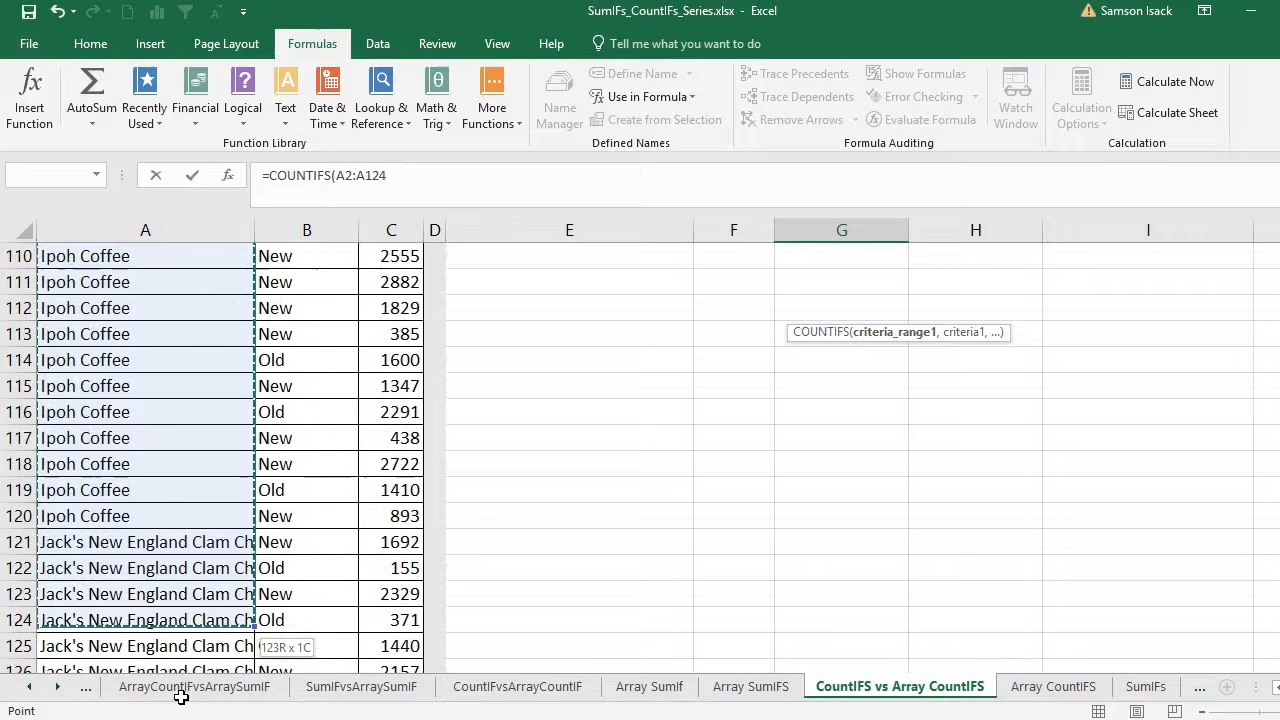 SumIFs_CountIFs_Series.xlsx - Excel
Samson Isack
File Home Insert Page Layout Formulas Data Review View Help Tell me what you want to do
Insert Function
AutoSum
Recently Used
Financial
Logical
Text
Date & Time
Lookup & Reference
Math & Trig
More Functions
Function Library
Name Manager
Define Name
Use in Formula
Create from Selection
Defined Names
Trace Precedents
Trace Dependents
Remove Arrows
Show Formulas
Error Checking
Evaluate Formula
Formula Auditing
Watch Window
Calculation Options
Calculate Now
Calculate Sheet
Calculation
fx =COUNTIFS(A2:A124
A B C D E F G H I
110 Ipoh Coffee New 2555
111 Ipoh Coffee New 2882
112 Ipoh Coffee New 1829
113 Ipoh Coffee New 385
COUNTIFS(criteria_range1, criteria1, ...)
114 Ipoh Coffee Old 1600
115 Ipoh Coffee New 1347
116 Ipoh Coffee Old 2291
117 Ipoh Coffee New 438
118 Ipoh Coffee New 2722
119 Ipoh Coffee Old 1410
120 Ipoh Coffee New 893
121 Jack's New England Clam Ch New 1692
122 Jack's New England Clam Ch Old 155
123 Jack's New England Clam Ch New 2329
124 Jack's New England Clam Ch Old 371
125 Jack's New England Clam Ch 123R x 1C 1440
126 Jack's New England Clam Ch New 2157
... ArrayCountIFvsArraySumIF SumIFvsArraySumIF COUNTIFvsArrayCountIF Array SumIf Array SumIFS CountIFS vs Array CountIFS Array CountIFS SumIFs ...
Point